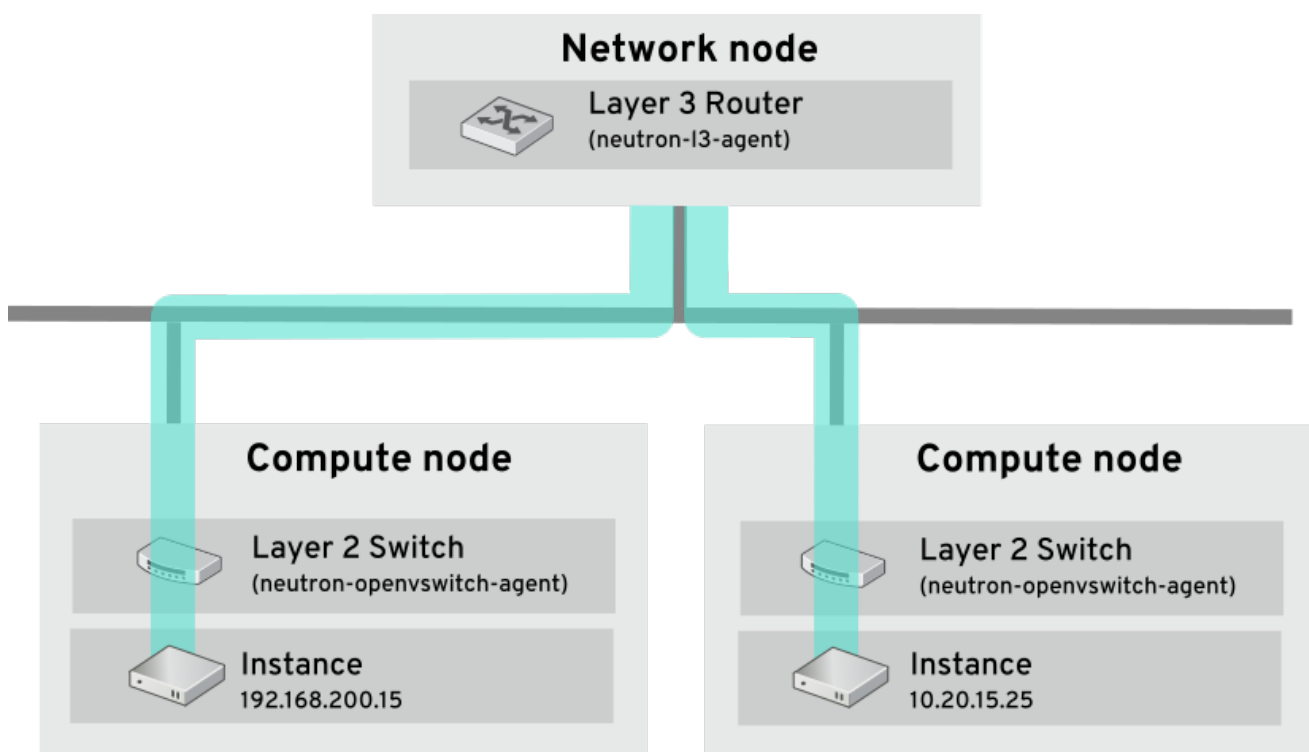 Network node
Layer 3 Router
(neutron-l3-agent)
Compute node
Layer 2 Switch
(neutron-openvswitch-agent)
Instance
192.168.200.15
Compute node
Layer 2 Switch
(neutron-openvswitch-agent)
Instance
10.20.15.25